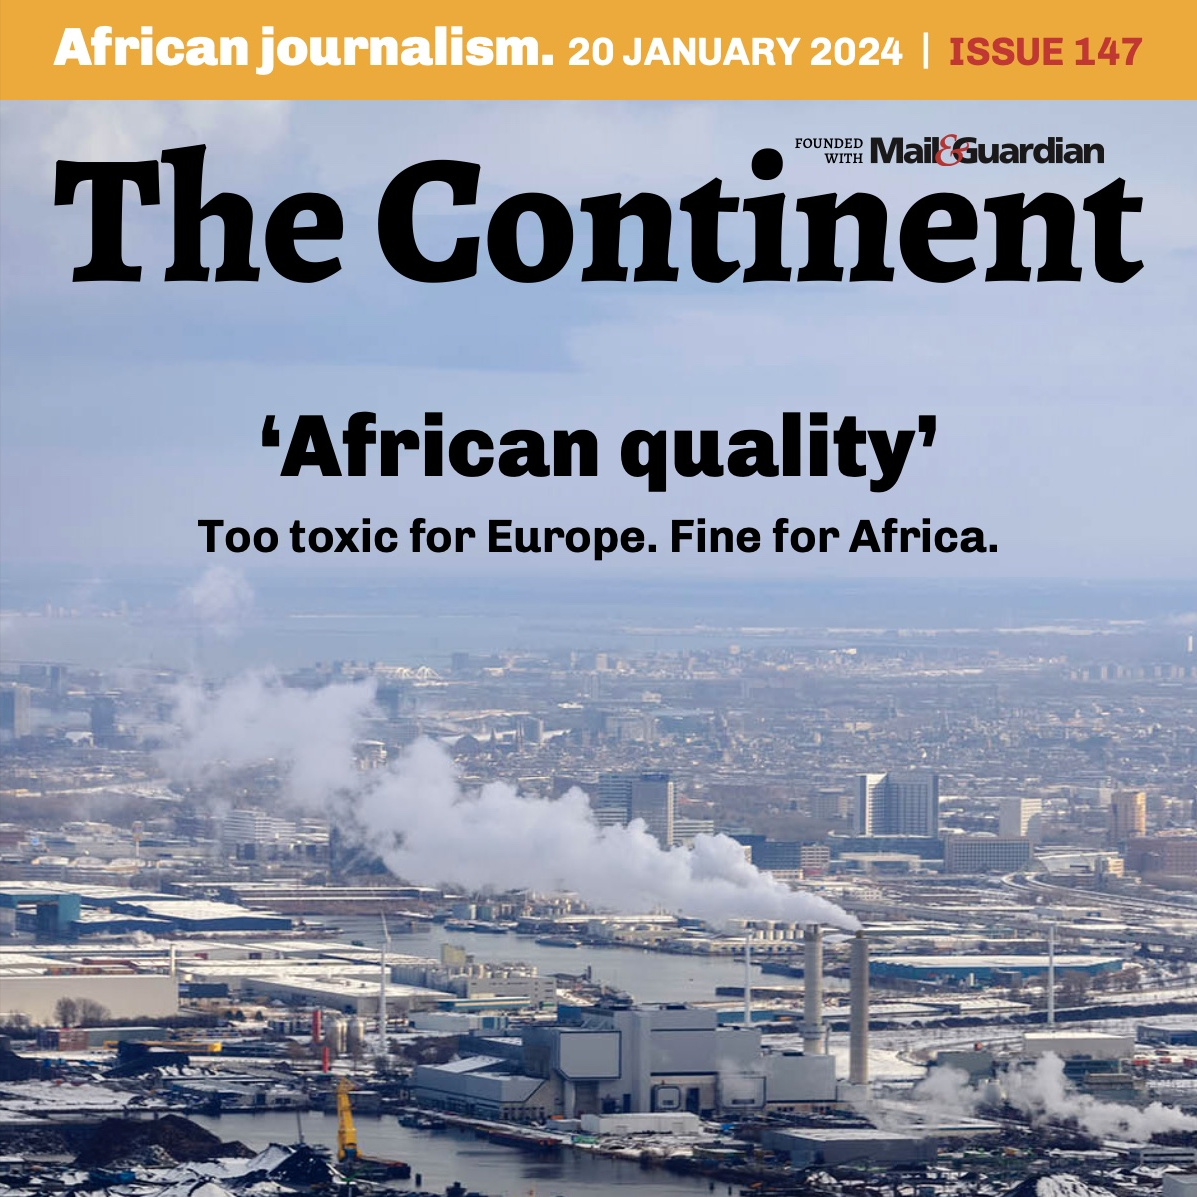 African journalism. 20 JANUARY 2024 | ISSUE 147
FOUNDED
WITH Mail&Guardian
The Continent
‘African quality’
Too toxic for Europe. Fine for Africa.